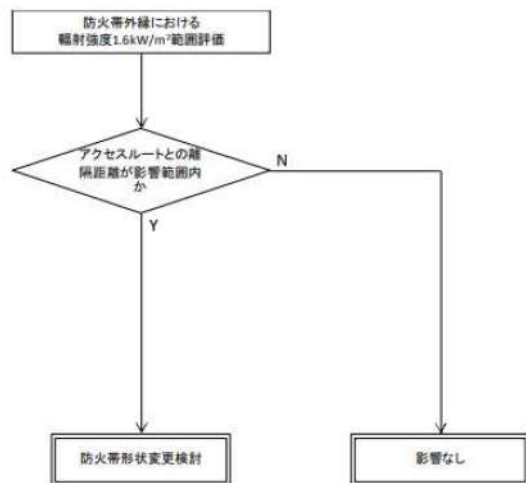 防火帯外縁における
輻射強度1.6kW/m²範囲評価
アクセスルートとの離
隔距離が影響範囲内
か
N
Y
防火帯形状変更検討
影響なし